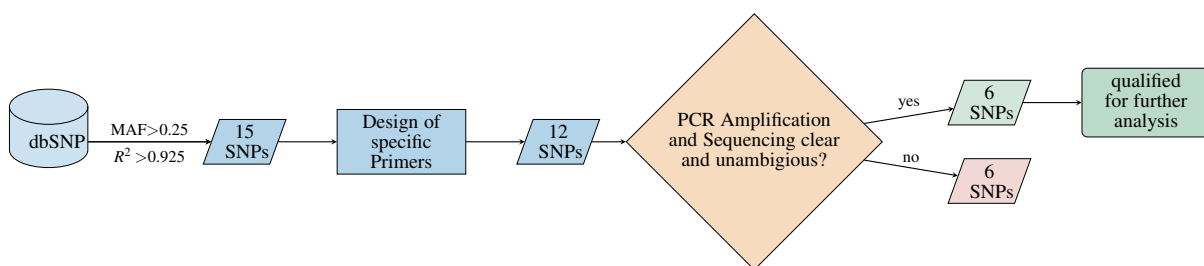 dbSNP
MAF>0.25
R² >0.925
15
SNPs
Design of
specific
Primers
12
SNPs
PCR Amplification
and Sequencing clear
and unambigious?
yes
6
SNPs
qualified
for further
analysis
no
6
SNPs